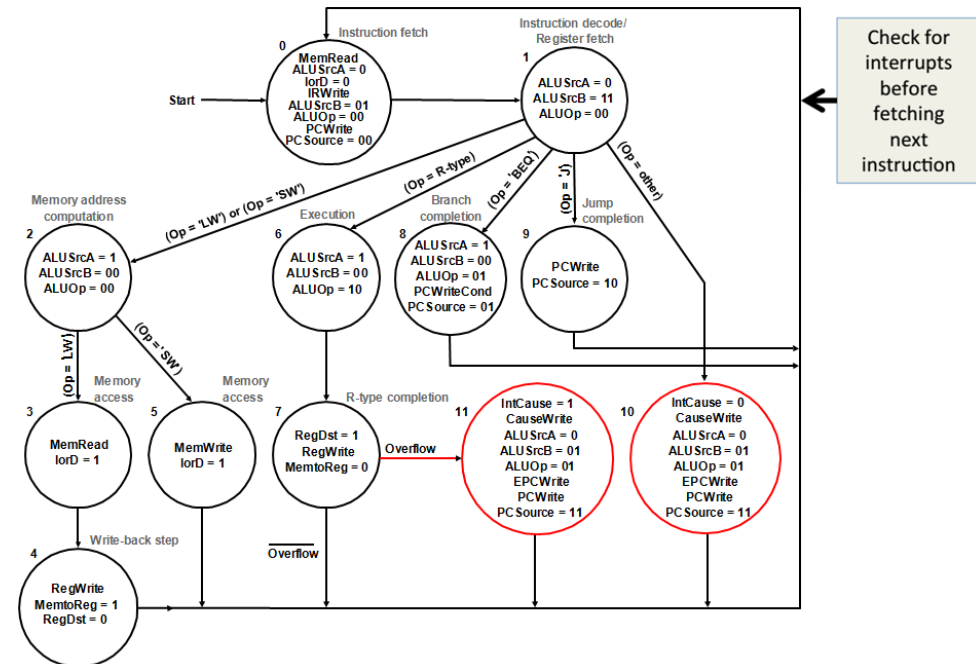 Instruction fetch
0
MemRead
ALUSrcA = 0
IorD = 0
IRWrite
ALUSrcB = 01
ALUOp = 00
PCWrite
PCSource = 00
Start
Instruction decode/
Register fetch
1
ALUSrcA = 0
ALUSrcB = 11
ALUOp = 00
Check for
interrupts
before
fetching
next
instruction
(Op = 'LW') or (Op = 'SW')
(Op = R-type)
(Op = 'BEQ')
(Op = 'J)
(Op = other)
Memory address
computation
2
ALUSrcA = 1
ALUSrcB = 00
ALUOp = 00
Execution
6
ALUSrcA = 1
ALUSrcB = 00
ALUOp = 10
Branch
completion
8
ALUSrcA = 1
ALUSrcB = 00
ALUOp = 01
PCWriteCond
PCSource = 01
Jump
completion
9
PCWrite
PCSource = 10
(Op = 'LW')
(Op ='SW')
Memory
access
3
MemRead
IorD = 1
Memory
access
5
MemWrite
IorD = 1
R-type completion
7
RegDst = 1
RegWrite
MemtoReg = 0
Overflow
Overflow
11
IntCause = 1
CauseWrite
ALUSrcA = 0
ALUSrcB = 01
ALUOp = 01
EPCWrite
PCWrite
PCSource = 11
10
IntCause = 0
CauseWrite
ALUSrcA = 0
ALUSrcB = 01
ALUOp = 01
EPCWrite
PCWrite
PCSource = 11
Write-back step
4
RegWrite
MemtoReg = 1
RegDst = 0